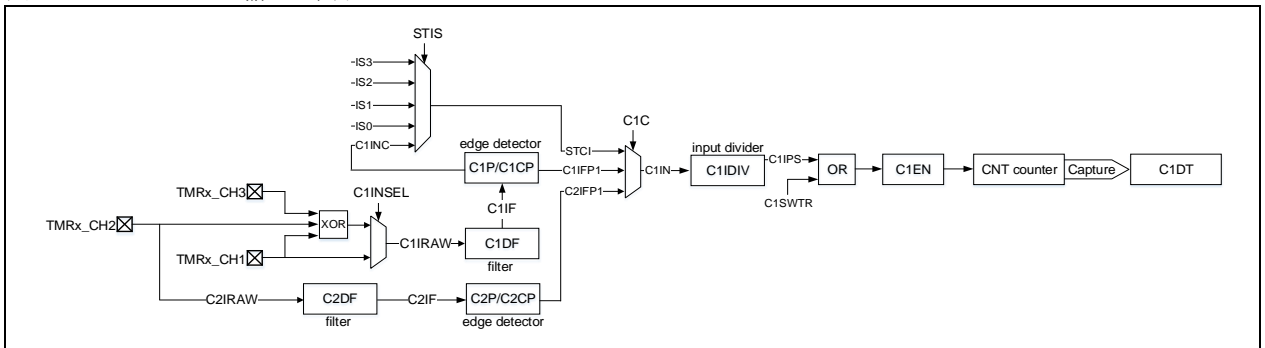 STIS
-IS3
-IS2
-IS1
-IS0
C1INC
edge detector
C1P/C1CP
STCI
C1IFP1
C2IFP1
C1C
C1IN
input divider
C1IDIV
C1IPS
C1SWTR
OR
C1EN
CNT counter
Capture
C1DT
TMRx_CH3
TMRx_CH2
TMRx_CH1
XOR
C1INSEL
C1IRAW
C1IF
C1DF
filter
C2IRAW
C2DF
filter
C2IF
C2P/C2CP
edge detector